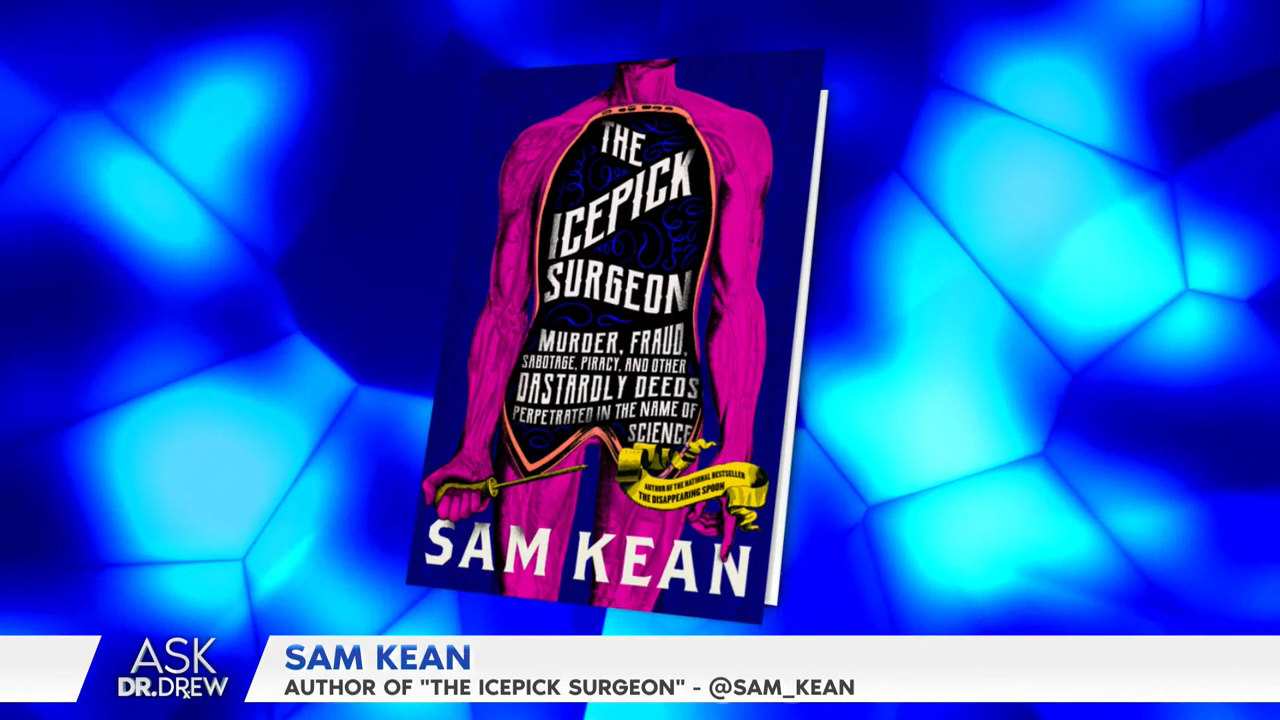 THE
ICEPICK
SURGEON
MURDER, FRAUD,
SABOTAGE, PIRACY, AND OTHER
DASTARDLY DEEDS
PERPETRATED IN THE NAME OF
SCIENCE
AUTHOR OF THE NATIONAL BESTSELLER
THE DISAPPEARING SPOON
SAM KEAN
ASK
DR.DREW
SAM KEAN
AUTHOR OF "THE ICEPICK SURGEON" - @SAM_KEAN